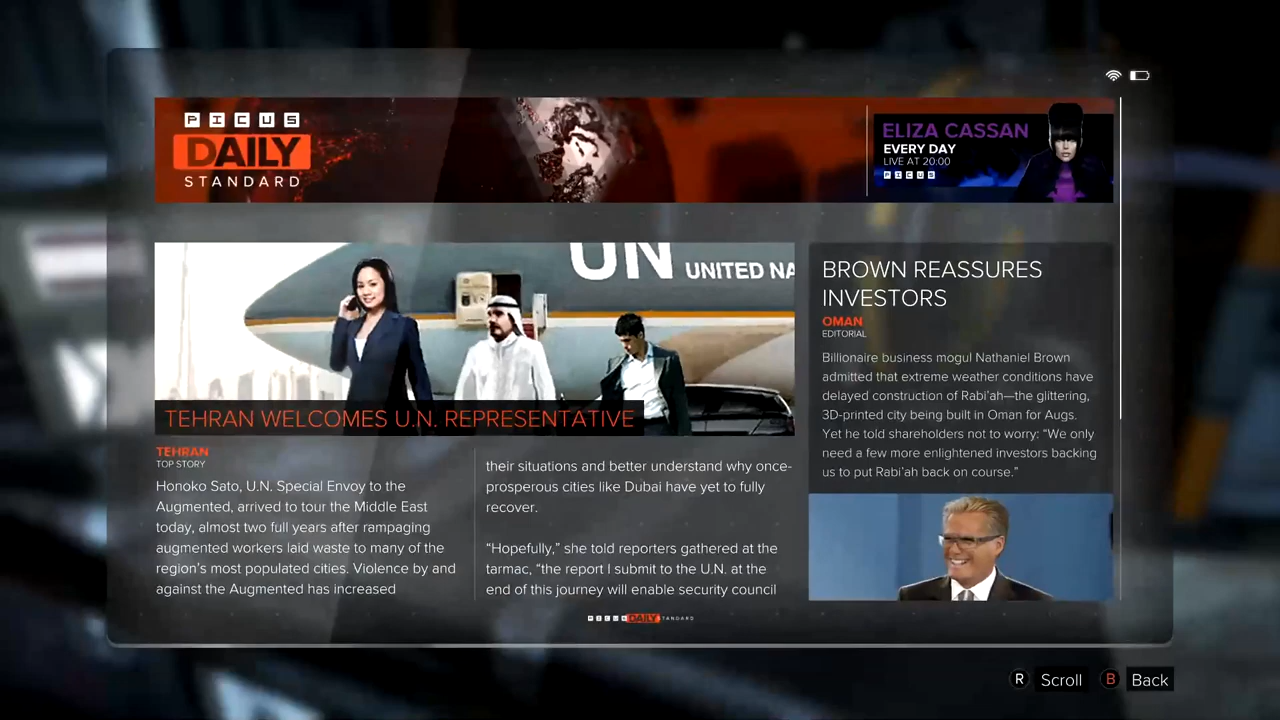 PICUS
DAILY
STANDARD
ELIZA CASSAN
EVERY DAY
LIVE AT 20:00
PICUS
UN UNITED NA
TEHRAN WELCOMES U.N. REPRESENTATIVE
TEHRAN
TOP STORY
Honoko Sato, U.N. Special Envoy to the
Augmented, arrived to tour the Middle East
today, almost two full years after rampaging
augmented workers laid waste to many of the
region's most populated cities. Violence by and
against the Augmented has increased
their situations and better understand why once-
prosperous cities like Dubai have yet to fully
recover.
“Hopefully,” she told reporters gathered at the
tarmac, “the report I submit to the U.N. at the
end of this journey will enable security council
BROWN REASSURES
INVESTORS
OMAN
EDITORIAL
Billionaire business mogul Nathaniel Brown
admitted that extreme weather conditions have
delayed construction of Rabi'ah—the glittering,
3D-printed city being built in Oman for Augs.
Yet he told shareholders not to worry: “We only
need a few more enlightened investors backing
us to put Rabi'ah back on course.”
PICUS DAILY STANDARD
R Scroll B Back